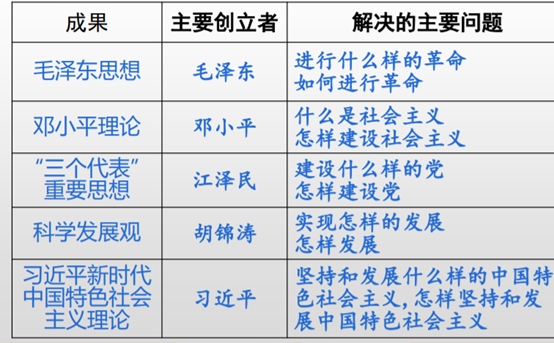 成果 主要创立者 解决的主要问题
毛泽东思想 毛泽东 进行什么样的革命
如何进行革命
邓小平理论 邓小平 什么是社会主义
怎样建设社会主义
“三个代表”
重要思想 江泽民 建设什么样的党
怎样建设党
科学发展观 胡锦涛 实现怎样的发展
怎样发展
习近平新时代
中国特色社会
主义理论 习近平 坚持和发展什么样的中国特
色社会主义,怎样坚持和发
展中国特色社会主义